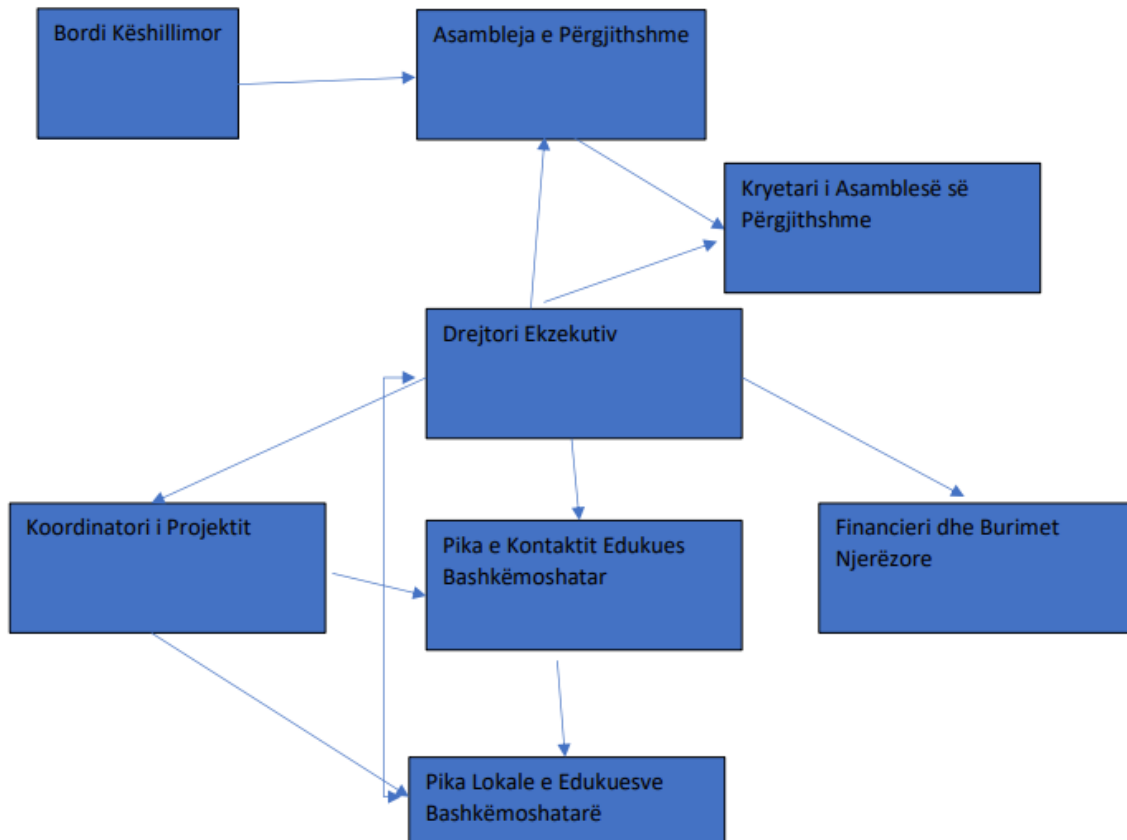 Bordi Këshillimor
Asambleja e Përgjithshme
Kryetari i Asamblesë së
Përgjithshme
Drejtori Ekzekutiv
Koordinatori i Projektit
Pika e Kontaktit Edukues
Bashkëmoshatar
Financieri dhe Burimet
Njerëzore
Pika Lokale e Edukuesve
Bashkëmoshatarë